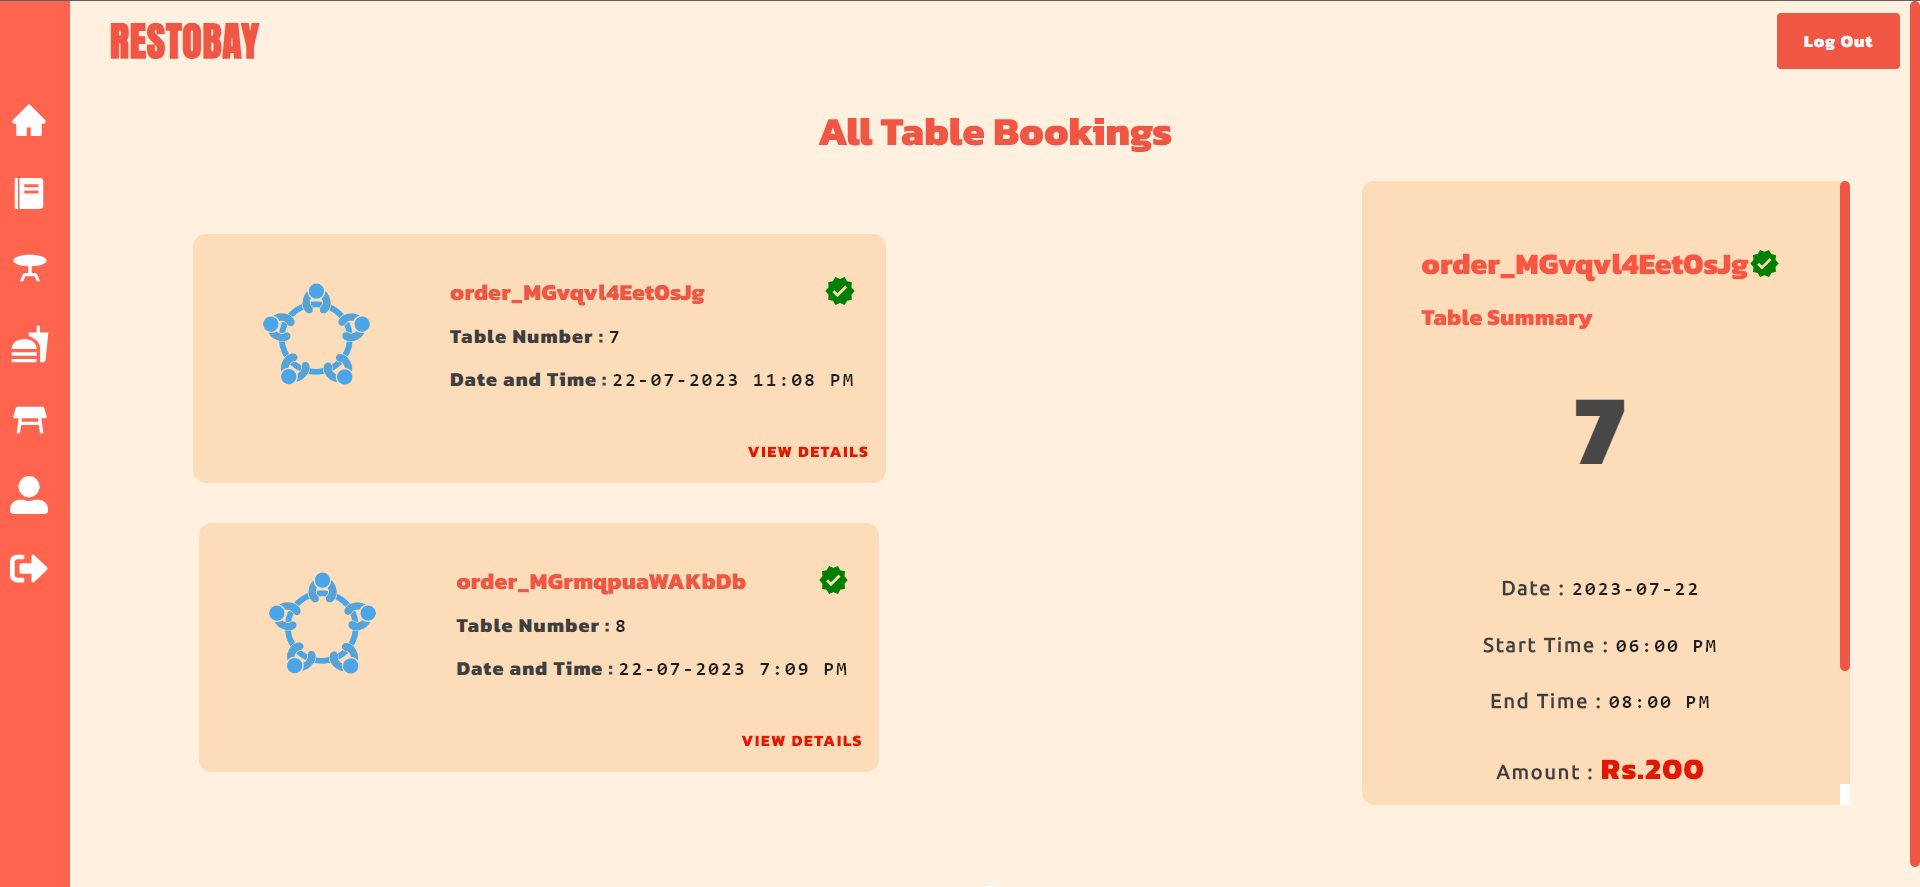 RESTOBAY
Log Out
All Table Bookings
order_MGvqvl4EetOsJg
Table Number : 7
Date and Time : 22-07-2023 11:08 PM
VIEW DETAILS
order_MGrmqpuaWAKbDb
Table Number : 8
Date and Time : 22-07-2023 7:09 PM
VIEW DETAILS
order_MGvqvl4EetOsJg
Table Summary
7
Date : 2023-07-22
Start Time : 06:00 PM
End Time : 08:00 PM
Amount : Rs.200